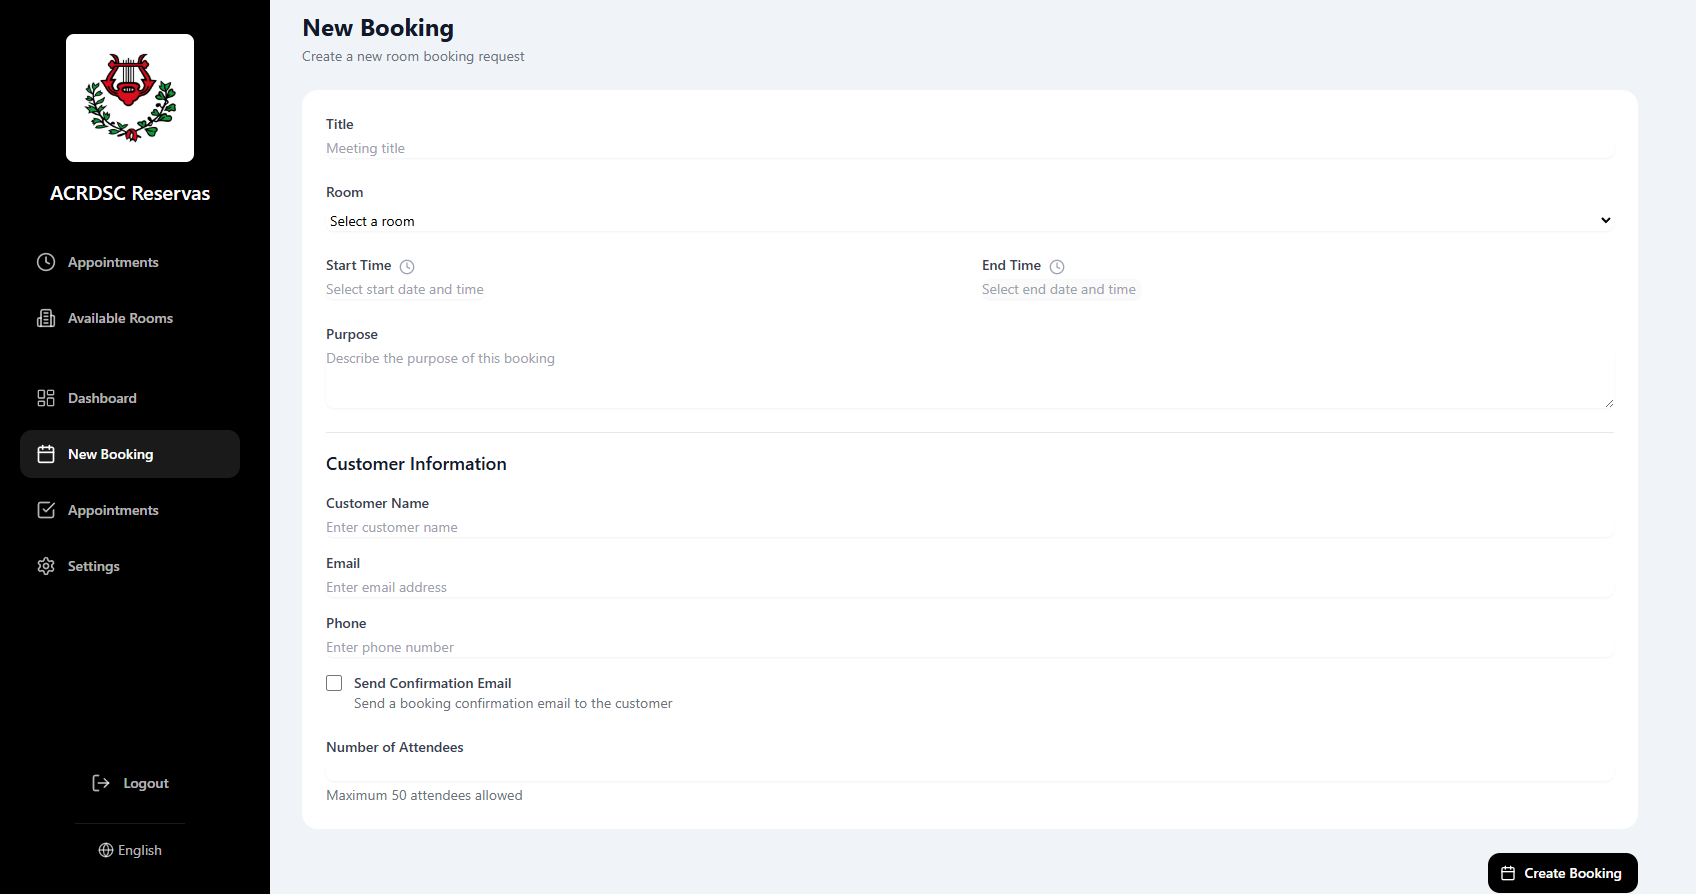 ACRDSC Reservas
Appointments
Available Rooms
Dashboard
New Booking
Appointments
Settings
Logout
English
New Booking
Create a new room booking request
Title
Meeting title
Room
Select a room
Start Time
Select start date and time
End Time
Select end date and time
Purpose
Describe the purpose of this booking
Customer Information
Customer Name
Enter customer name
Email
Enter email address
Phone
Enter phone number
Send Confirmation Email
Send a booking confirmation email to the customer
Number of Attendees
Maximum 50 attendees allowed
Create Booking